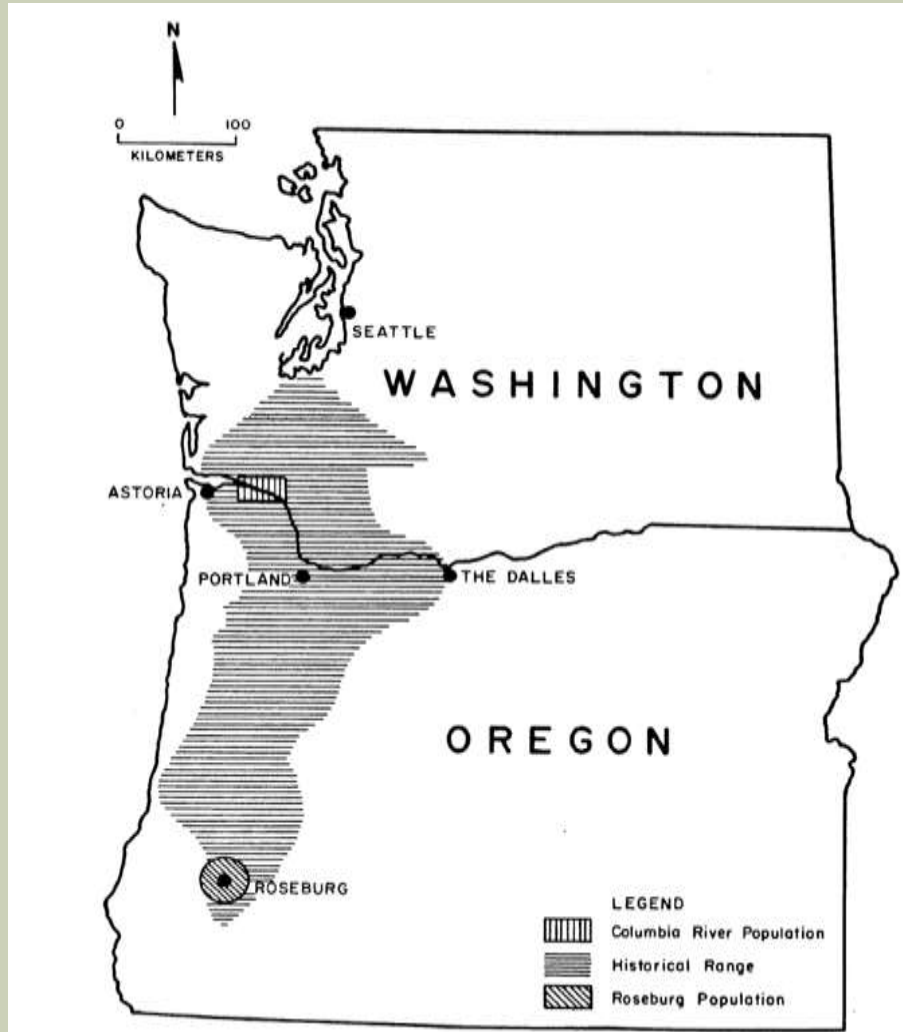 N
0 100
KILOMETERS
SEATTLE
WASHINGTON
ASTORIA
PORTLAND
THE DALLES
OREGON
ROSEBURG
LEGEND
Columbia River Population
Historical Range
Roseburg Population